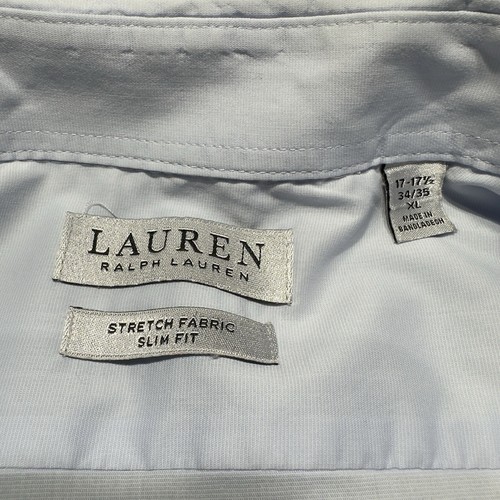 LAUREN
RALPH LAUREN
STRETCH FABRIC
SLIM FIT
17-17½
34/35
XL
MADE IN
BANGLADESH